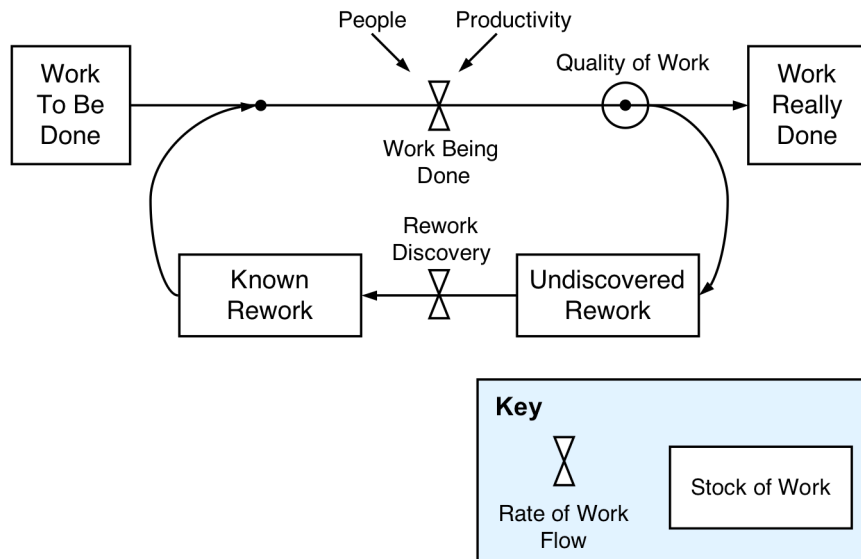 People
Productivity
Work
To Be
Done
Quality of Work
Work
Really
Done
Work Being
Done
Rework
Discovery
Known
Rework
Undiscovered
Rework
Key
Rate of Work
Flow
Stock of Work